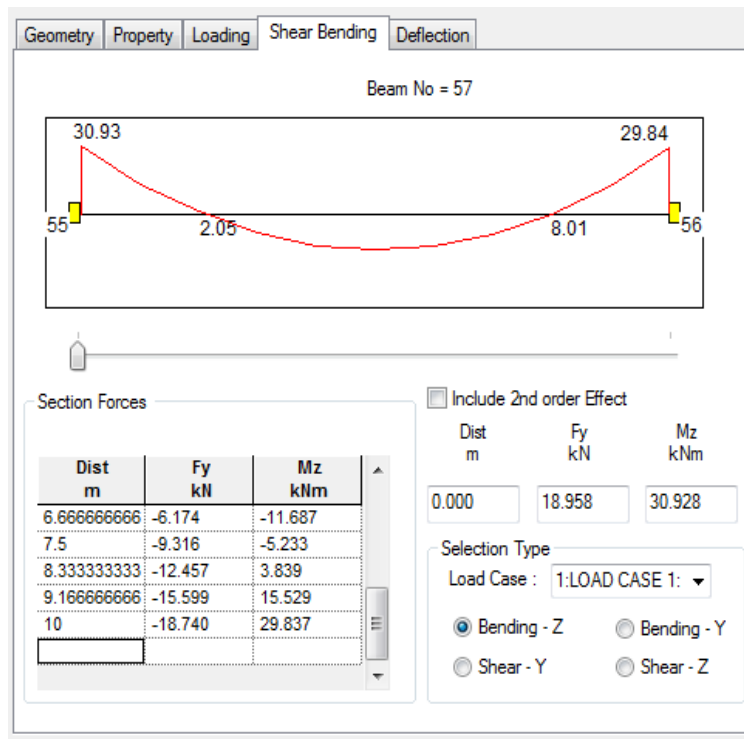 Geometry Property Loading Shear Bending Deflection
Beam No = 57
30.93 29.84
55 2.05 8.01 56
Section Forces
Dist Fy Mz
m kN kNm
6.666666666 -6.174 -11.687
7.5 -9.316 -5.233
8.333333333 -12.457 3.839
9.166666666 -15.599 15.529
10 -18.740 29.837
Include 2nd order Effect
Dist Fy Mz
m kN kNm
0.000 18.958 30.928
Selection Type
Load Case : 1:LOAD CASE 1:
Bending - Z Bending - Y
Shear - Y Shear - Z